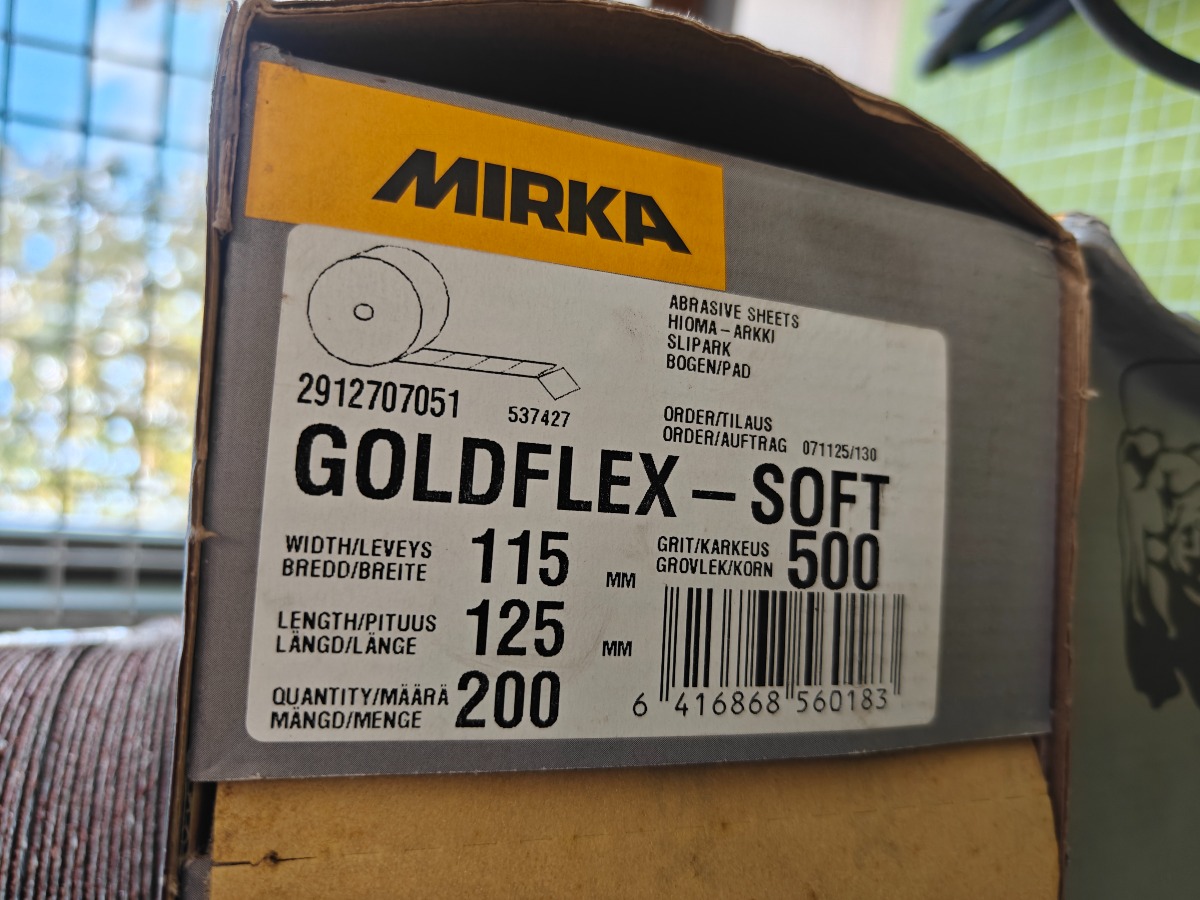 MIRKA
ABRASIVE SHEETS
HIOMA-ARKKI
SLIPARK
BOGEN/PAD
2912707051 537427
ORDER/TILAUS
ORDER/AUFTRAG 071125/130
GOLDFLEX-SOFT
WIDTH/LEVEYS
BREDD/BREITE 115 MM
GRIT/KARKEUS
GROVLEK/KORN 500
LENGTH/PITUUS
LÄNGD/LÄNGE 125 MM
QUANTITY/MÄÄRÄ
MÄNGD/MENGE 200
6 416868 560183